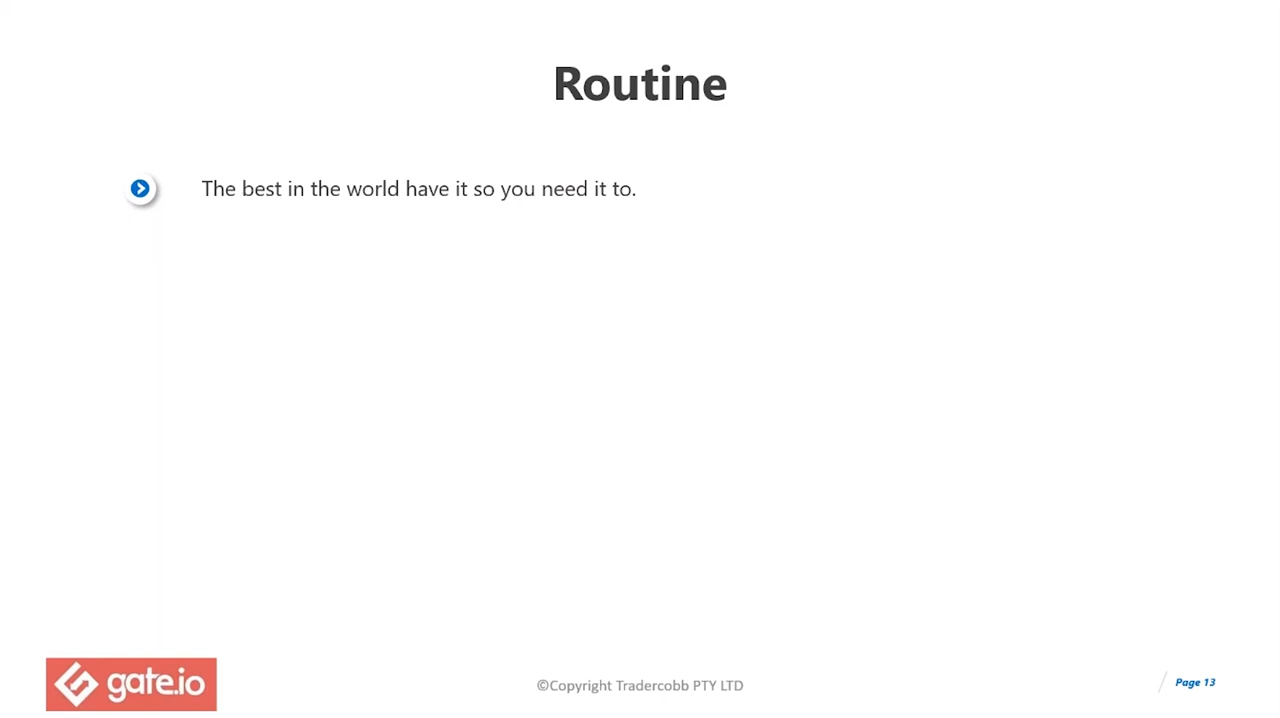 Routine
The best in the world have it so you need it to.
gate.io
©Copyright Tradercobb PTY LTD
Page 13